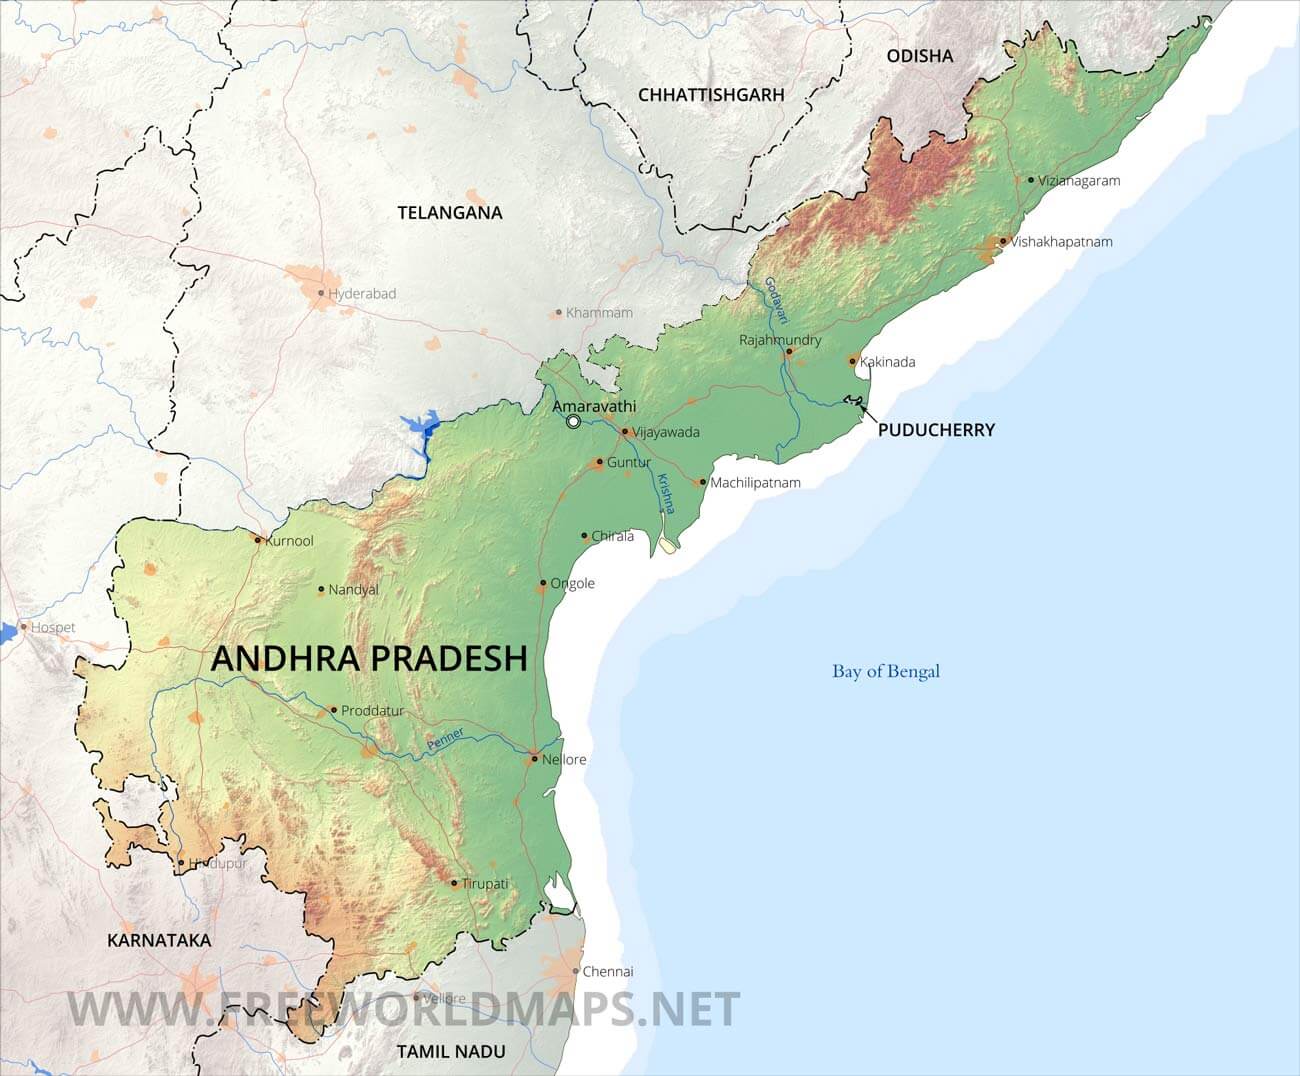 ODISHA
CHHATTISHGARH
Vizianagaram
TELANGANA
Vishakhapatnam
Hyderabad
Godavari
Khammam
Rajahmundry
Kakinada
Amaravathi
PUDUCHERRY
Vijayawada
Guntur
Machilipatnam
Krishna
Chirala
Kurnool
Ongole
Nandyal
Hospet
ANDHRA PRADESH
Bay of Bengal
Proddatur
Penner
Nellore
Hindupur
Tirupati
KARNATAKA
Chennai
Vellore
WWW.FREEWORLDMAPS.NET
TAMIL NADU